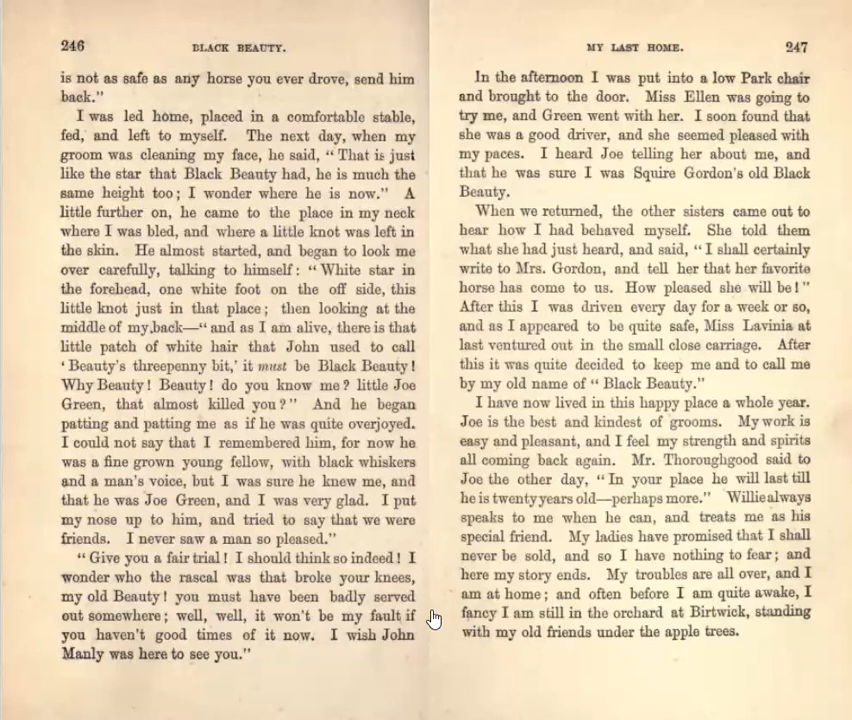 246
BLACK BEAUTY.
is not as safe as any horse you ever drove, send him
back."
I was led home, placed in a comfortable stable,
fed, and left to myself. The next day, when my
groom was cleaning my face, he said, "That is just
like the star that Black Beauty had, he is much the
same height too; I wonder where he is now." A
little further on, he came to the place in my neck
where I was bled, and where a little knot was left in
the skin. He almost started, and began to look me
over carefully, talking to himself: "White star in
the forehead, one white foot on the off side, this
little knot just in that place; then looking at the
middle of my back—"and as I am alive, there is that
little patch of white hair that John used to call
'Beauty's threepenny bit,' it must be Black Beauty!
Why Beauty! Beauty! do you know me? little Joe
Green, that almost killed you?" And he began
patting and patting me as if he was quite overjoyed.
I could not say that I remembered him, for now he
was a fine grown young fellow, with black whiskers
and a man's voice, but I was sure he knew me, and
that he was Joe Green, and I was very glad. I put
my nose up to him, and tried to say that we were
friends. I never saw a man so pleased."
"Give you a fair trial! I should think so indeed! I
wonder who the rascal was that broke your knees,
my old Beauty! you must have been badly served
out somewhere; well, well, it won't be my fault if
you haven't good times of it now. I wish John
Manly was here to see you."
MY LAST HOME.
247
In the afternoon I was put into a low Park chair
and brought to the door. Miss Ellen was going to
try me, and Green went with her. I soon found that
she was a good driver, and she seemed pleased with
my paces. I heard Joe telling her about me, and
that he was sure I was Squire Gordon's old Black
Beauty.
When we returned, the other sisters came out to
hear how I had behaved myself. She told them
what she had just heard, and said, "I shall certainly
write to Mrs. Gordon, and tell her that her favorite
horse has come to us. How pleased she will be!"
After this I was driven every day for a week or so,
and as I appeared to be quite safe, Miss Lavinia at
last ventured out in the small close carriage. After
this it was quite decided to keep me and to call me
by my old name of "Black Beauty."
I have now lived in this happy place a whole year.
Joe is the best and kindest of grooms. My work is
easy and pleasant, and I feel my strength and spirits
all coming back again. Mr. Thoroughgood said to
Joe the other day, "In your place he will last till
he is twenty years old—perhaps more." Willie always
speaks to me when he can, and treats me as his
special friend. My ladies have promised that I shall
never be sold, and so I have nothing to fear; and
here my story ends. My troubles are all over, and I
am at home; and often before I am quite awake, I
fancy I am still in the orchard at Birtwick, standing
with my old friends under the apple trees.